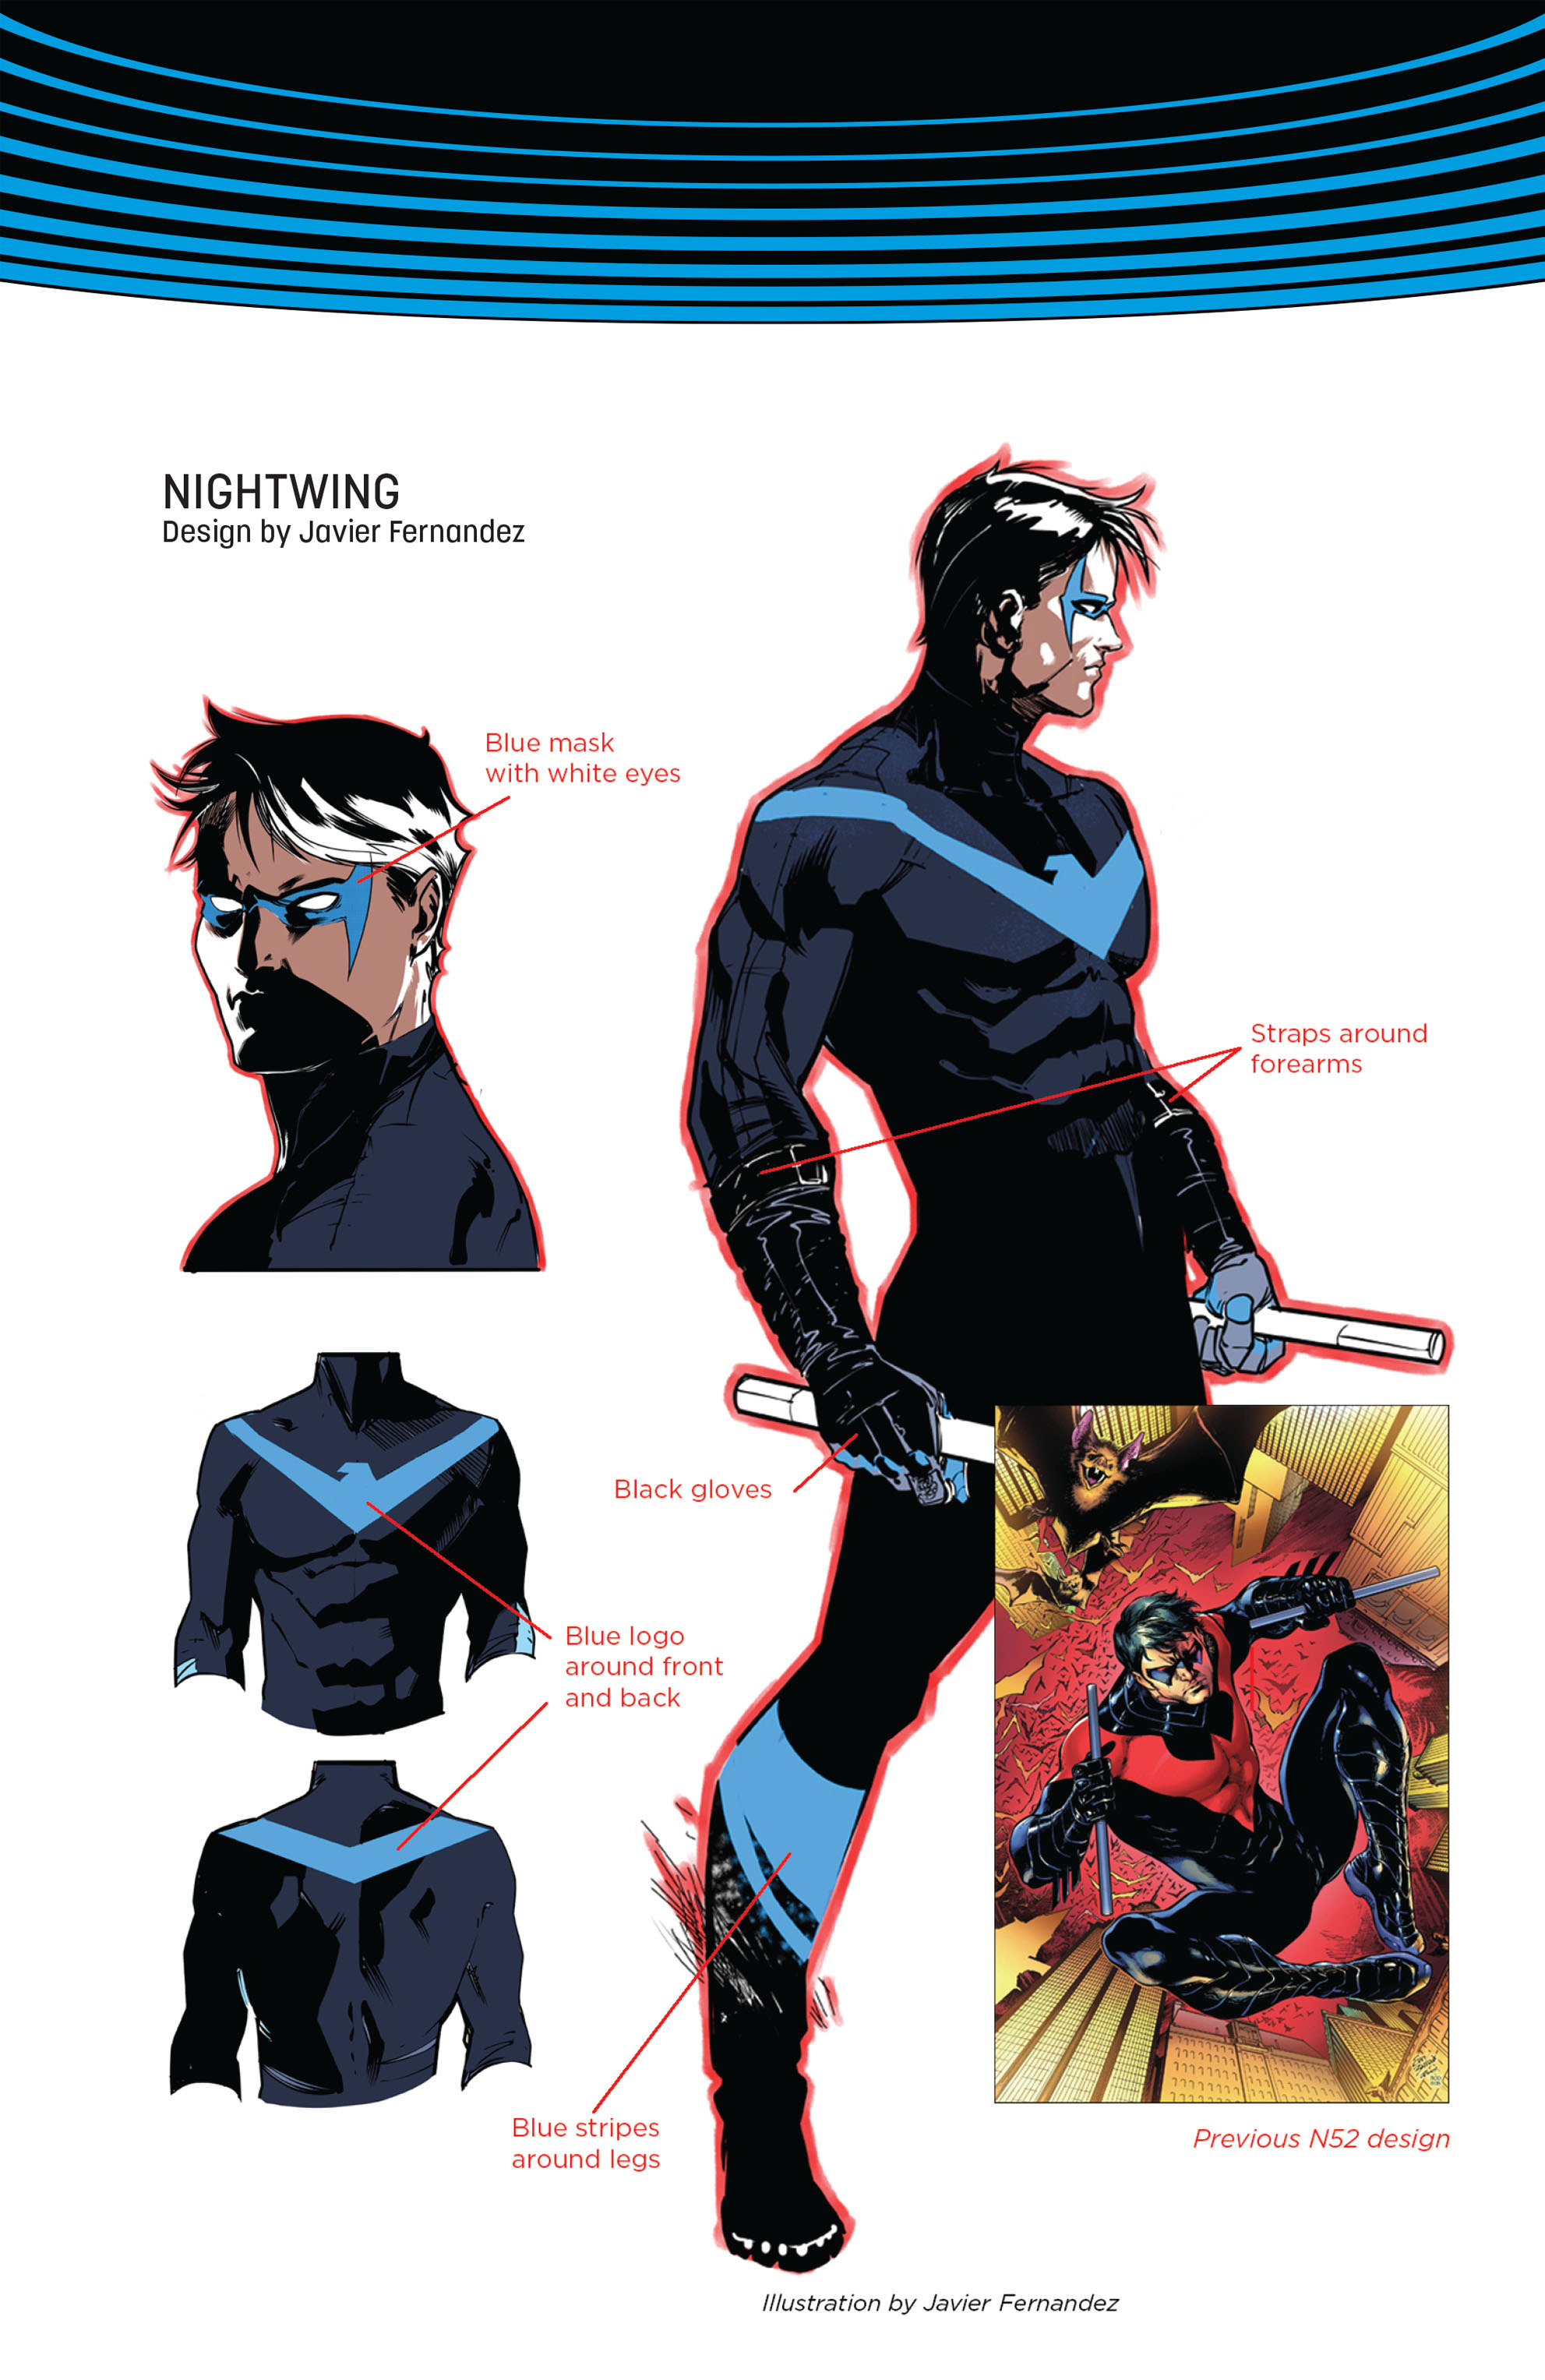 NIGHTWING
Design by Javier Fernandez
Blue mask
with white eyes
Straps around
forearms
Black gloves
Blue logo
around front
and back
Blue stripes
around legs
Previous N52 design
Illustration by Javier Fernandez